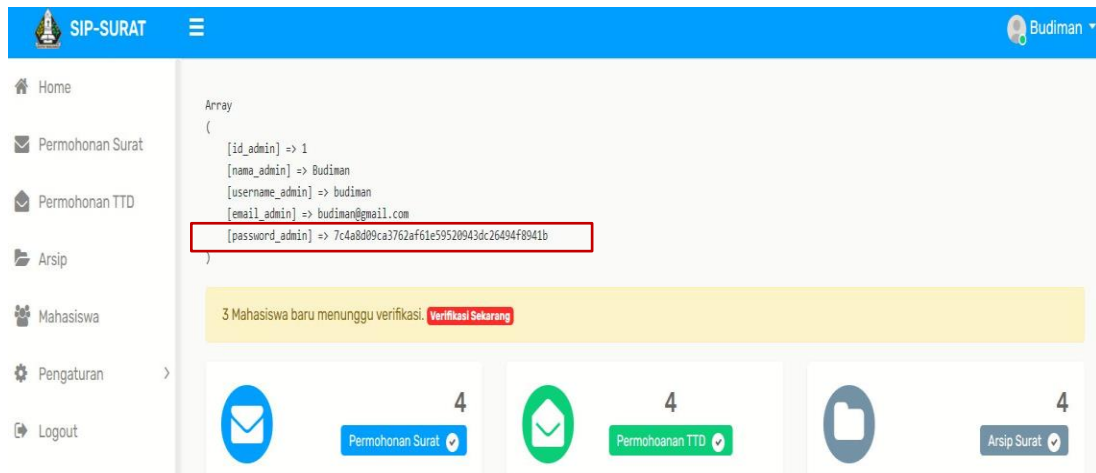 SIP-SURAT
Budiman
Home
Permohonan Surat
Permohonan TTD
Arsip
Mahasiswa
Pengaturan
Logout
Array
(
[id_admin] => 1
[nama_admin] => Budiman
[username_admin] => budiman
[email_admin] => budiman@gmail.com
[password_admin] => 7c4a8d09ca3762af61e59520943dc26494f8941b
)
3 Mahasiswa baru menunggu verifikasi. Verifikasi Sekarang
4
Permohonan Surat
4
Permohoanan TTD
4
Arsip Surat